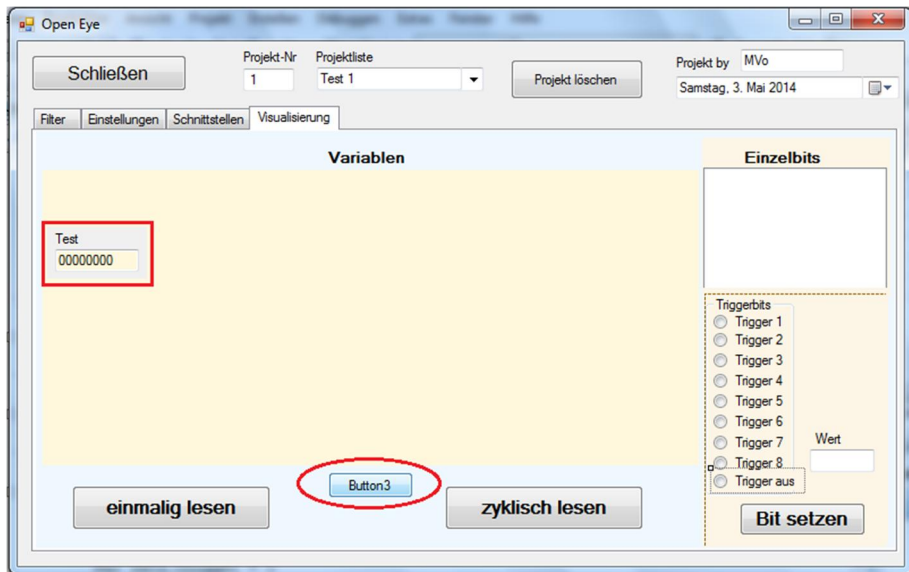 Open Eye
Schließen
Projekt-Nr
1
Projektliste
Test 1
Projekt löschen
Projekt by
MVo
Samstag, 3. Mai 2014
Filter
Einstellungen
Schnittstellen
Visualisierung
Variablen
Einzelbits
Test
00000000
Triggerbits
Trigger 1
Trigger 2
Trigger 3
Trigger 4
Trigger 5
Trigger 6
Trigger 7
Trigger 8
Trigger aus
Wert
Button3
einmalig lesen
zyklisch lesen
Bit setzen